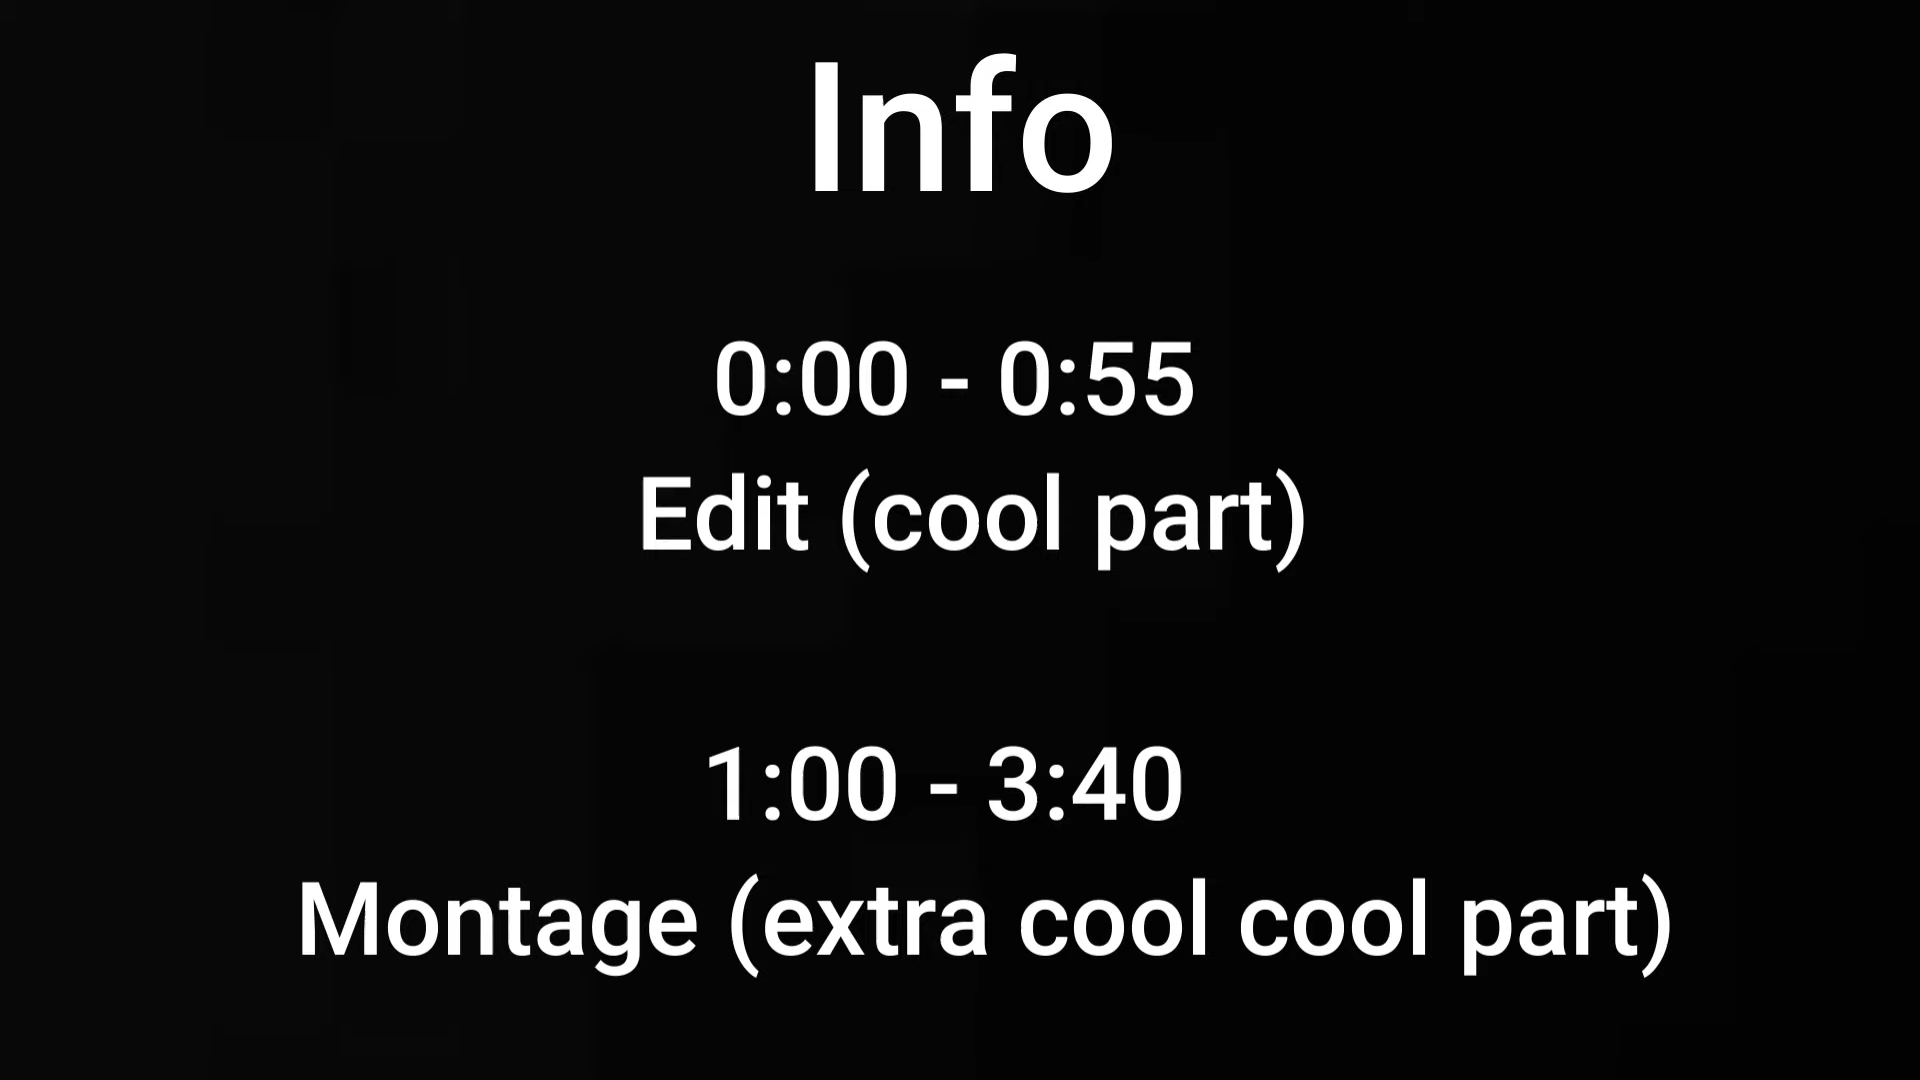 Info
0:00 - 0:55
Edit (cool part)
1:00 - 3:40
Montage (extra cool cool part)